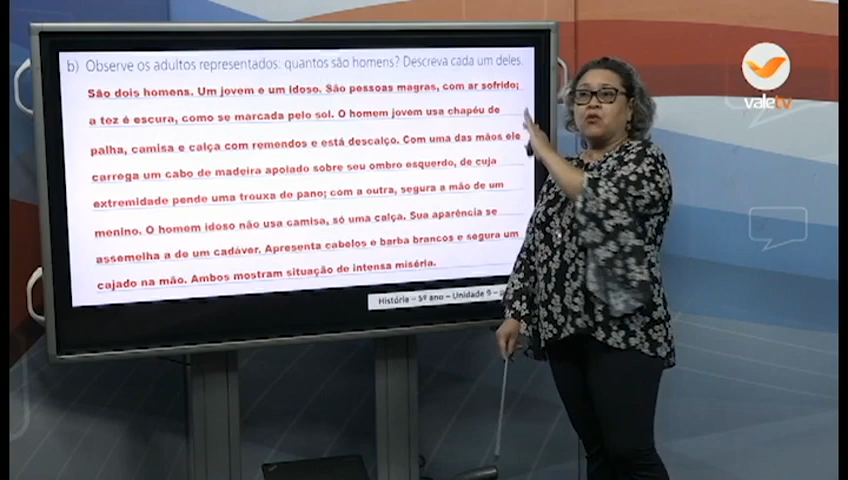 b) Observe os adultos representados: quantos são homens? Descreva cada um deles.
São dois homens. Um jovem e um idoso. São pessoas magras, com ar sofrido;
a tez é escura, como se marcada pelo sol. O homem jovem usa chapéu de
palha, camisa e calça com remendos e está descalço. Com uma das mãos ele
carrega um cabo de madeira apoiado sobre seu ombro esquerdo, de cuja
extremidade pende uma trouxa de pano; com a outra, segura a mão de um
menino. O homem idoso não usa camisa, só uma calça. Sua aparência se
assemelha a de um cadáver. Apresenta cabelos e barba brancos e segura um
cajado na mão. Ambos mostram situação de intensa miséria.
História – 5º ano – Unidade 9 –
valetv